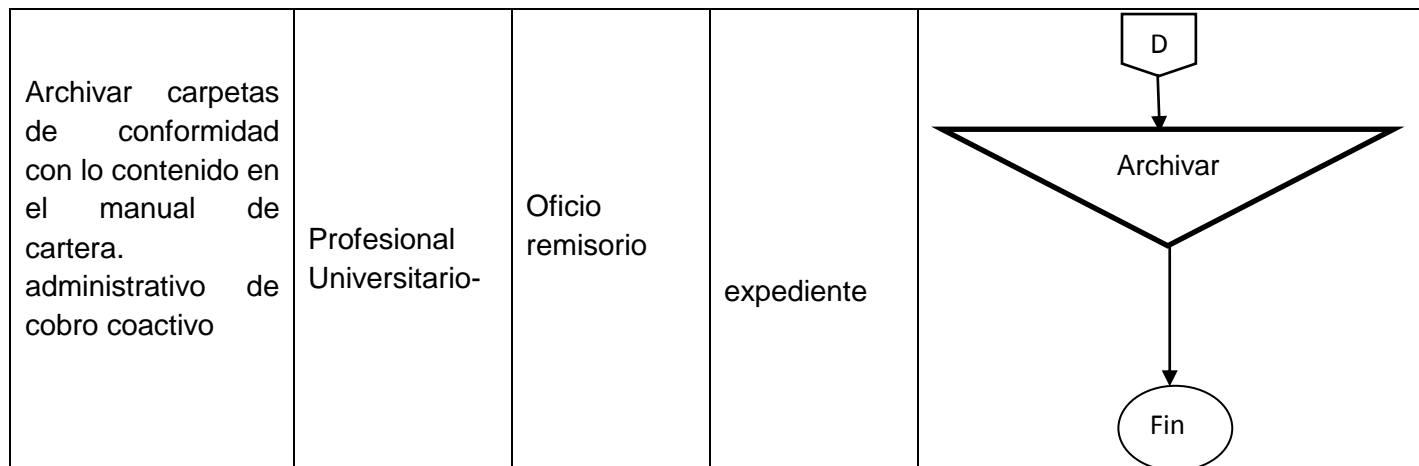 Archivar carpetas
de conformidad
con lo contenido en
el manual de
cartera.
administrativo de
cobro coactivo
Profesional
Universitario-
Oficio
remisorio
expediente
D
Archivar
Fin